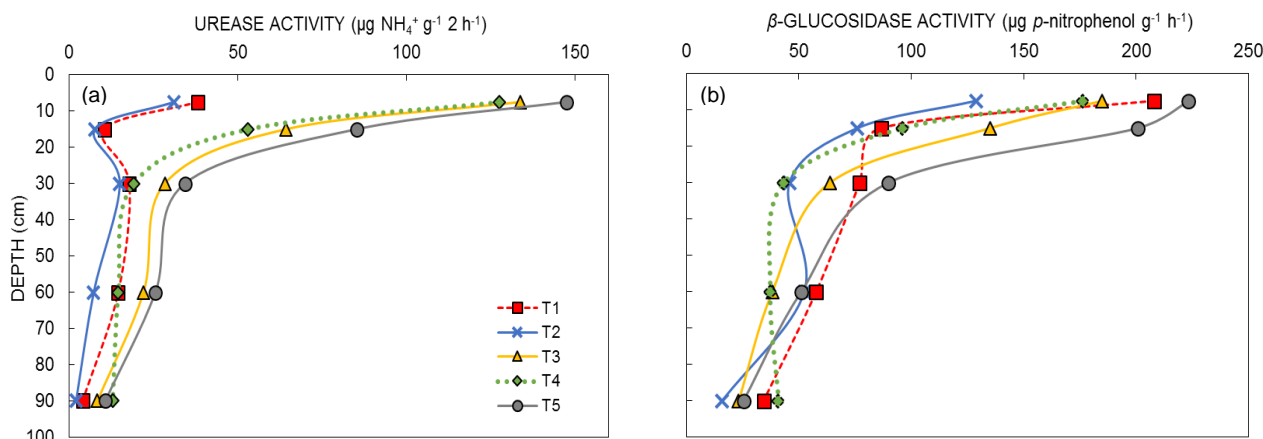 UREASE ACTIVITY (µg NH₄⁺ g⁻¹ 2 h⁻¹)
0 50 100 150
β-GLUCOSIDASE ACTIVITY (µg p-nitrophenol g⁻¹ h⁻¹)
0 50 100 150 200 250
DEPTH (cm)
0
10
20
30
40
50
60
70
80
90
100
(a)
T1
T2
T3
T4
T5
(b)